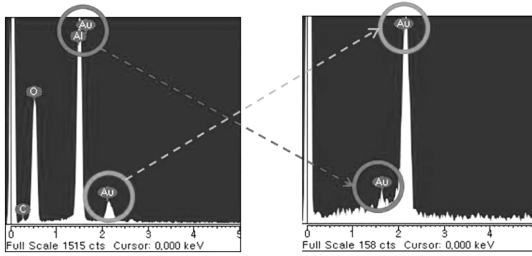 Au
Al
O
Au
C
0 1 2 3 4 5
Full Scale 1515 cts Cursor: 0,000 keV
Au
Au
0 1 2 3 4
Full Scale 158 cts Cursor: 0,000 keV